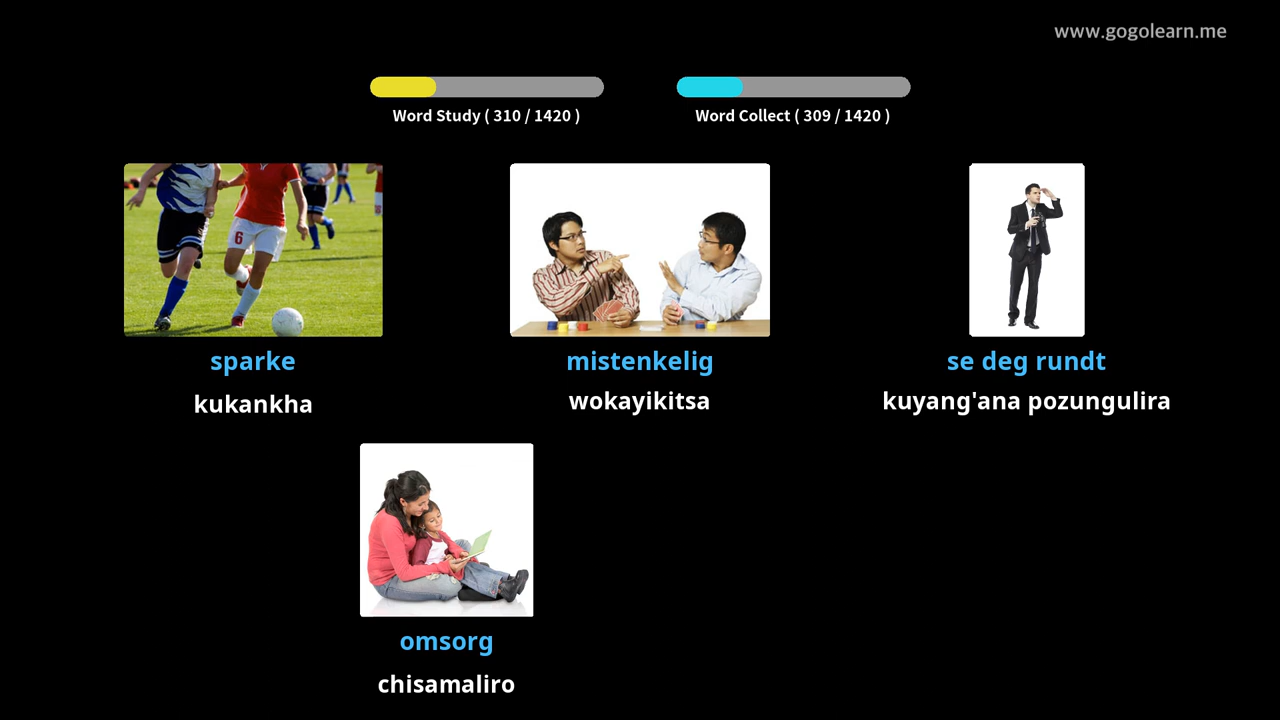 www.gogolearn.me
Word Study ( 310 / 1420 )
Word Collect ( 309 / 1420 )
sparke
kukankha
mistenkelig
wokayikitsa
se deg rundt
kuyang'ana pozungulira
omsorg
chisamaliro